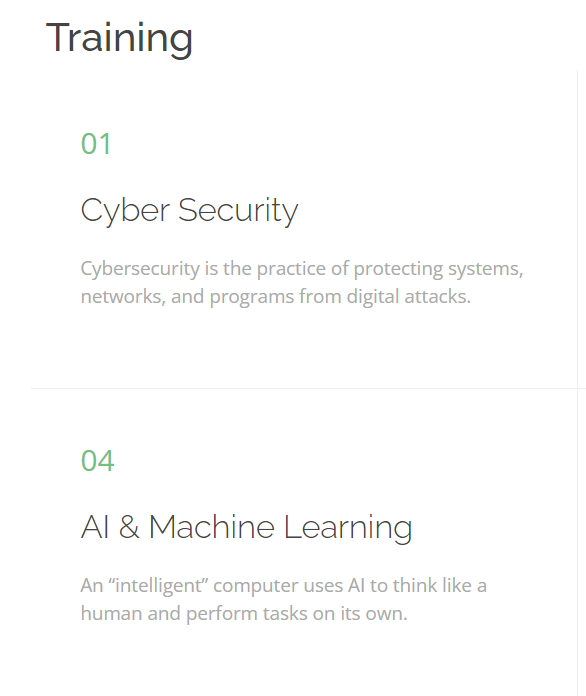 Training
01
Cyber Security
Cybersecurity is the practice of protecting systems,
networks, and programs from digital attacks.
04
AI & Machine Learning
An “intelligent” computer uses AI to think like a
human and perform tasks on its own.